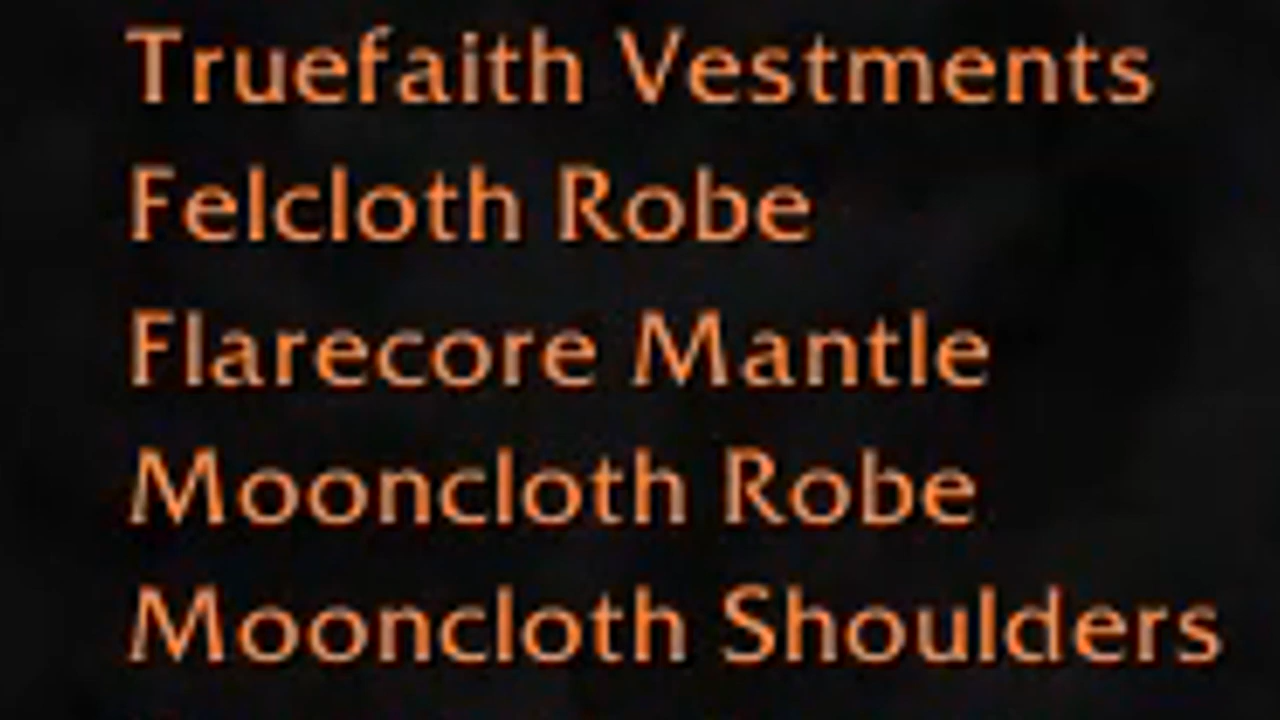 Truefaith Vestments
Felcloth Robe
Flarecore Mantle
Mooncloth Robe
Mooncloth Shoulders